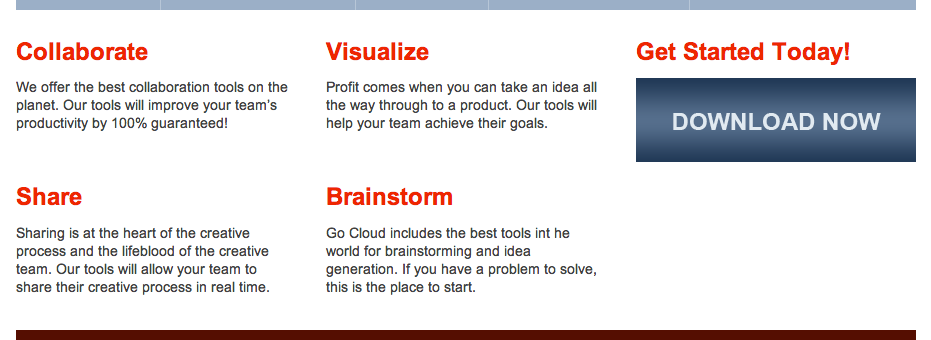 Collaborate
We offer the best collaboration tools on the
planet. Our tools will improve your team's
productivity by 100% guaranteed!
Visualize
Profit comes when you can take an idea all
the way through to a product. Our tools will
help your team achieve their goals.
Get Started Today!
DOWNLOAD NOW
Share
Sharing is at the heart of the creative
process and the lifeblood of the creative
team. Our tools will allow your team to
share their creative process in real time.
Brainstorm
Go Cloud includes the best tools int he
world for brainstorming and idea
generation. If you have a problem to solve,
this is the place to start.